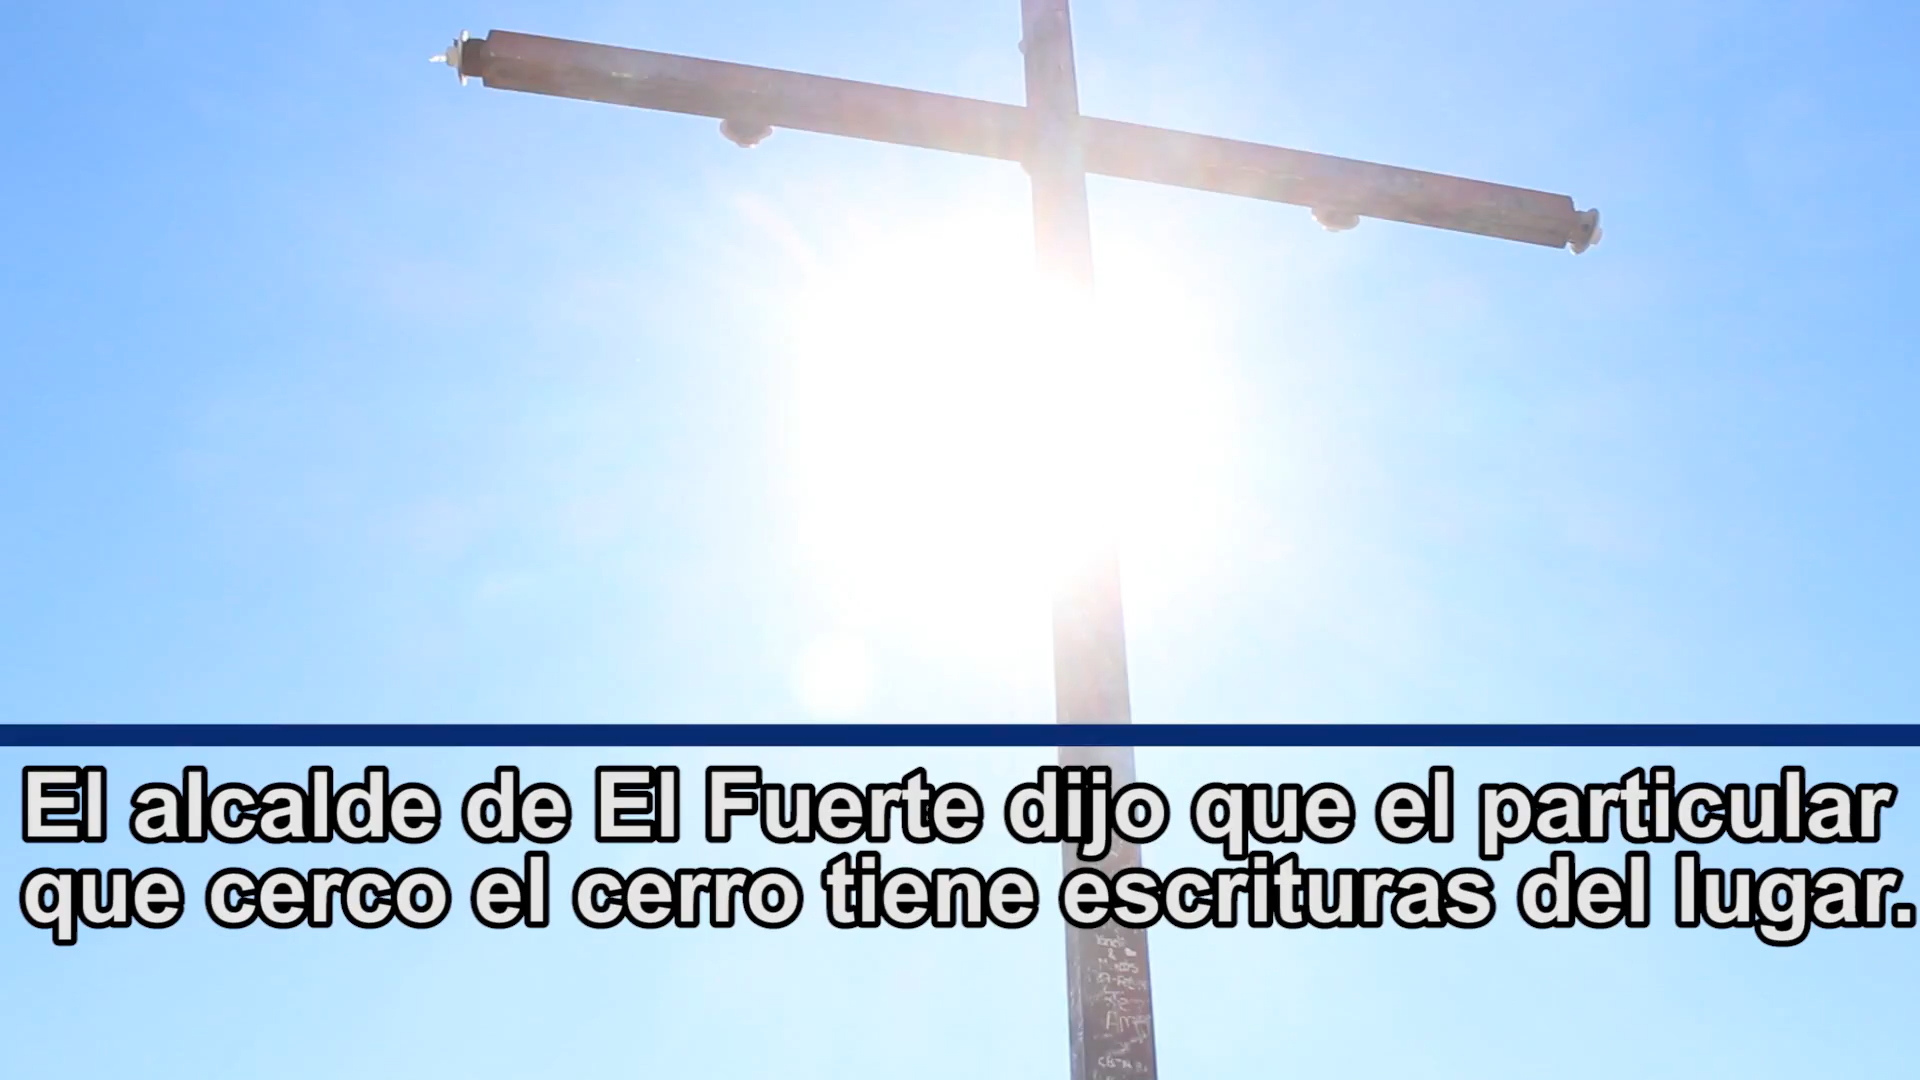 El alcalde de El Fuerte dijo que el particular
que cerco el cerro tiene escrituras del lugar.